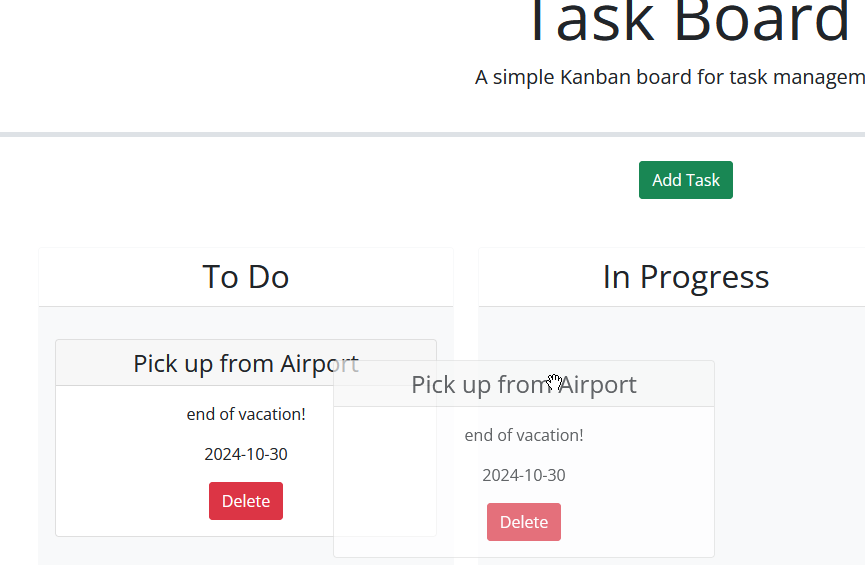 Task Board
A simple Kanban board for task managem
Add Task
To Do
In Progress
Pick up from Airport
end of vacation!
2024-10-30
Delete
Pick up from Airport
end of vacation!
2024-10-30
Delete